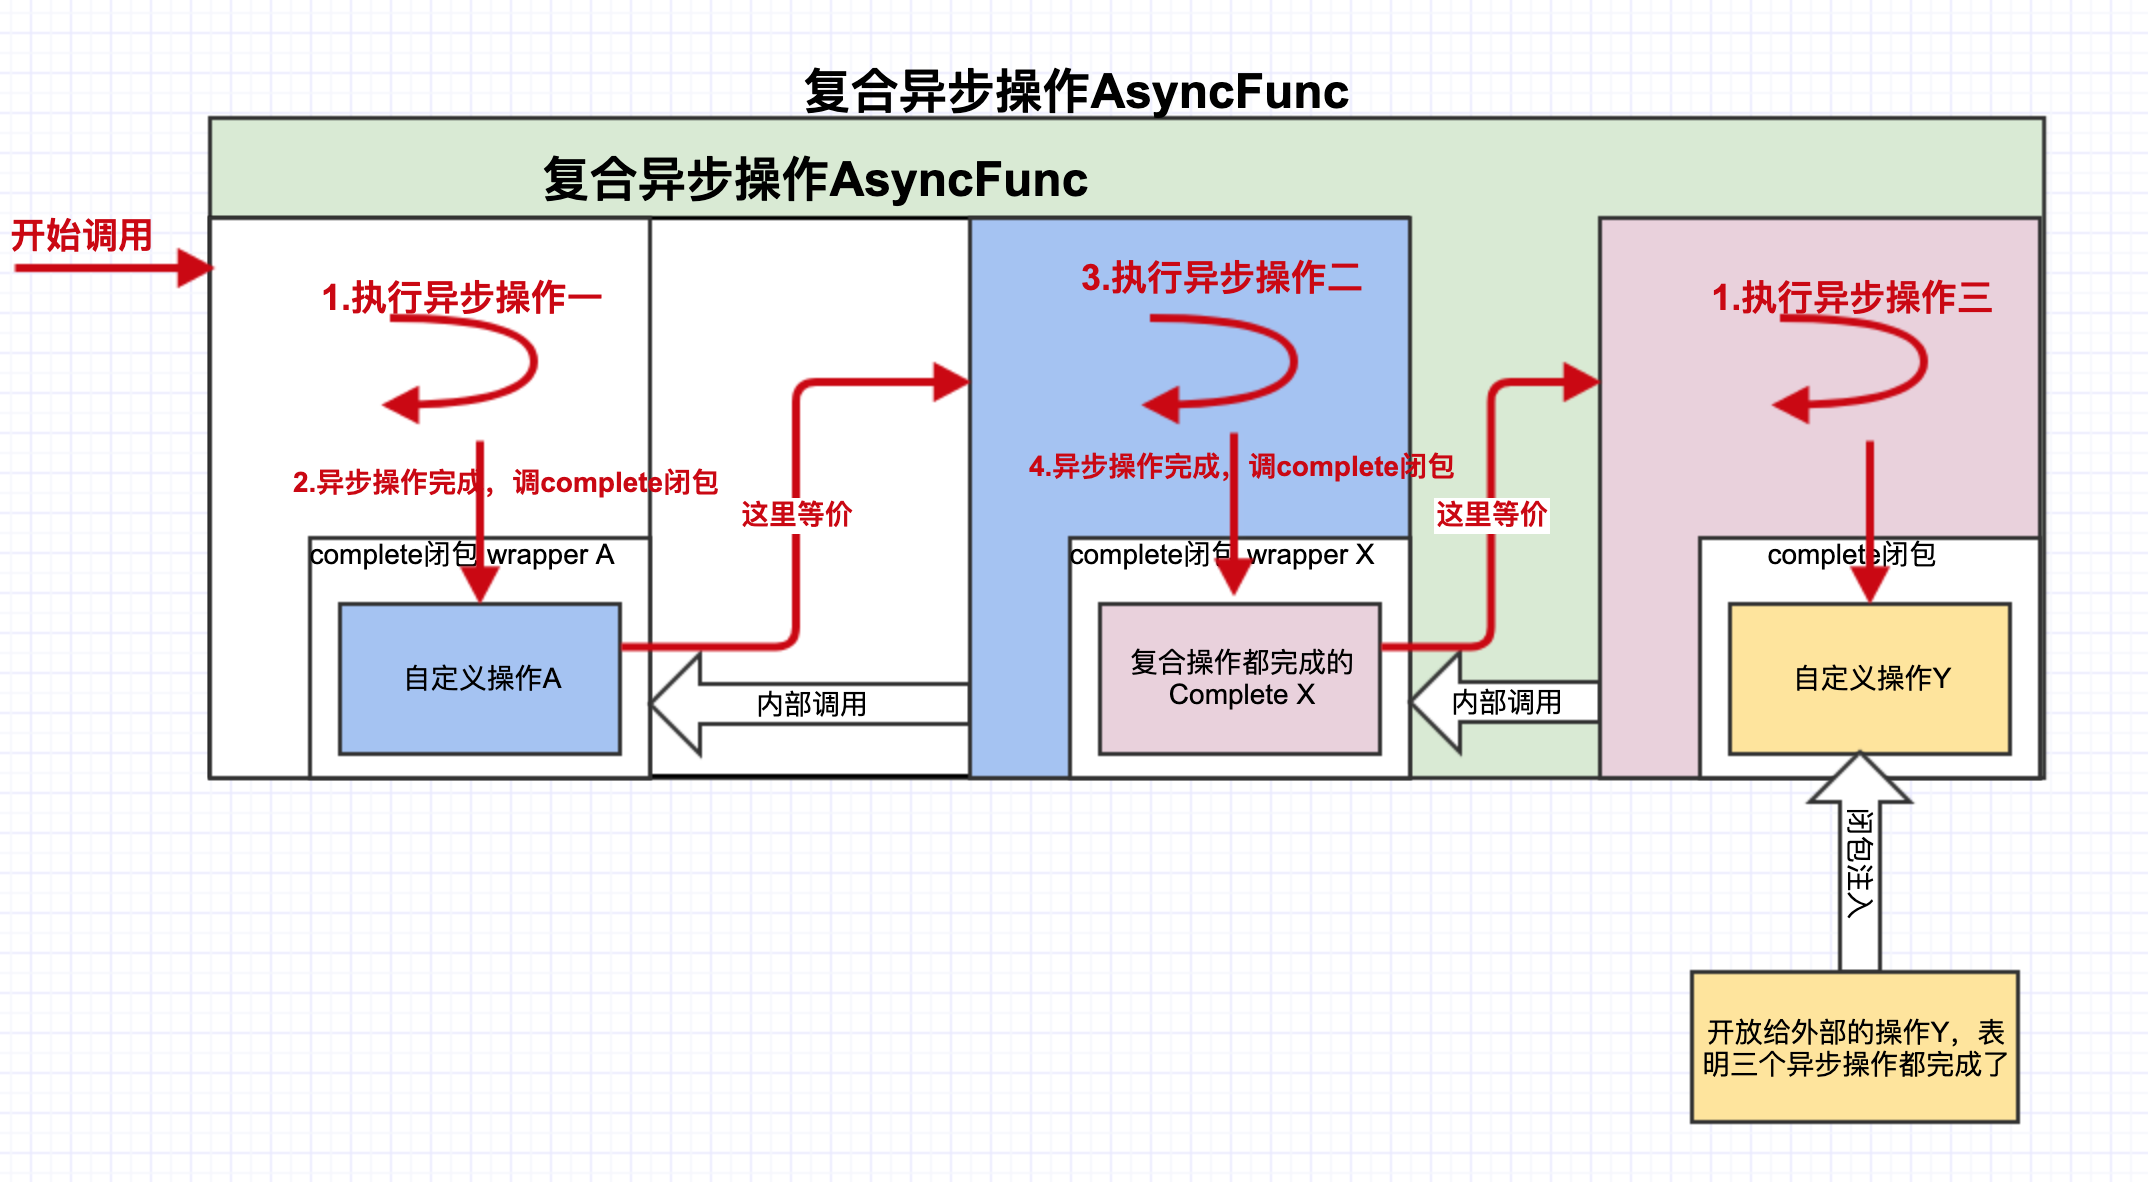 复合异步操作AsyncFunc
复合异步操作AsyncFunc
开始调用
1.执行异步操作一
3.执行异步操作二
1.执行异步操作三
2.异步操作完成，调complete闭包
4.异步操作完成，调complete闭包
这里等价
这里等价
complete闭包 wrapper A
complete闭包 wrapper X
complete闭包
自定义操作A
复合操作都完成的
Complete X
自定义操作Y
内部调用
内部调用
闭包注入
开放给外部的操作Y，表
明三个异步操作都完成了